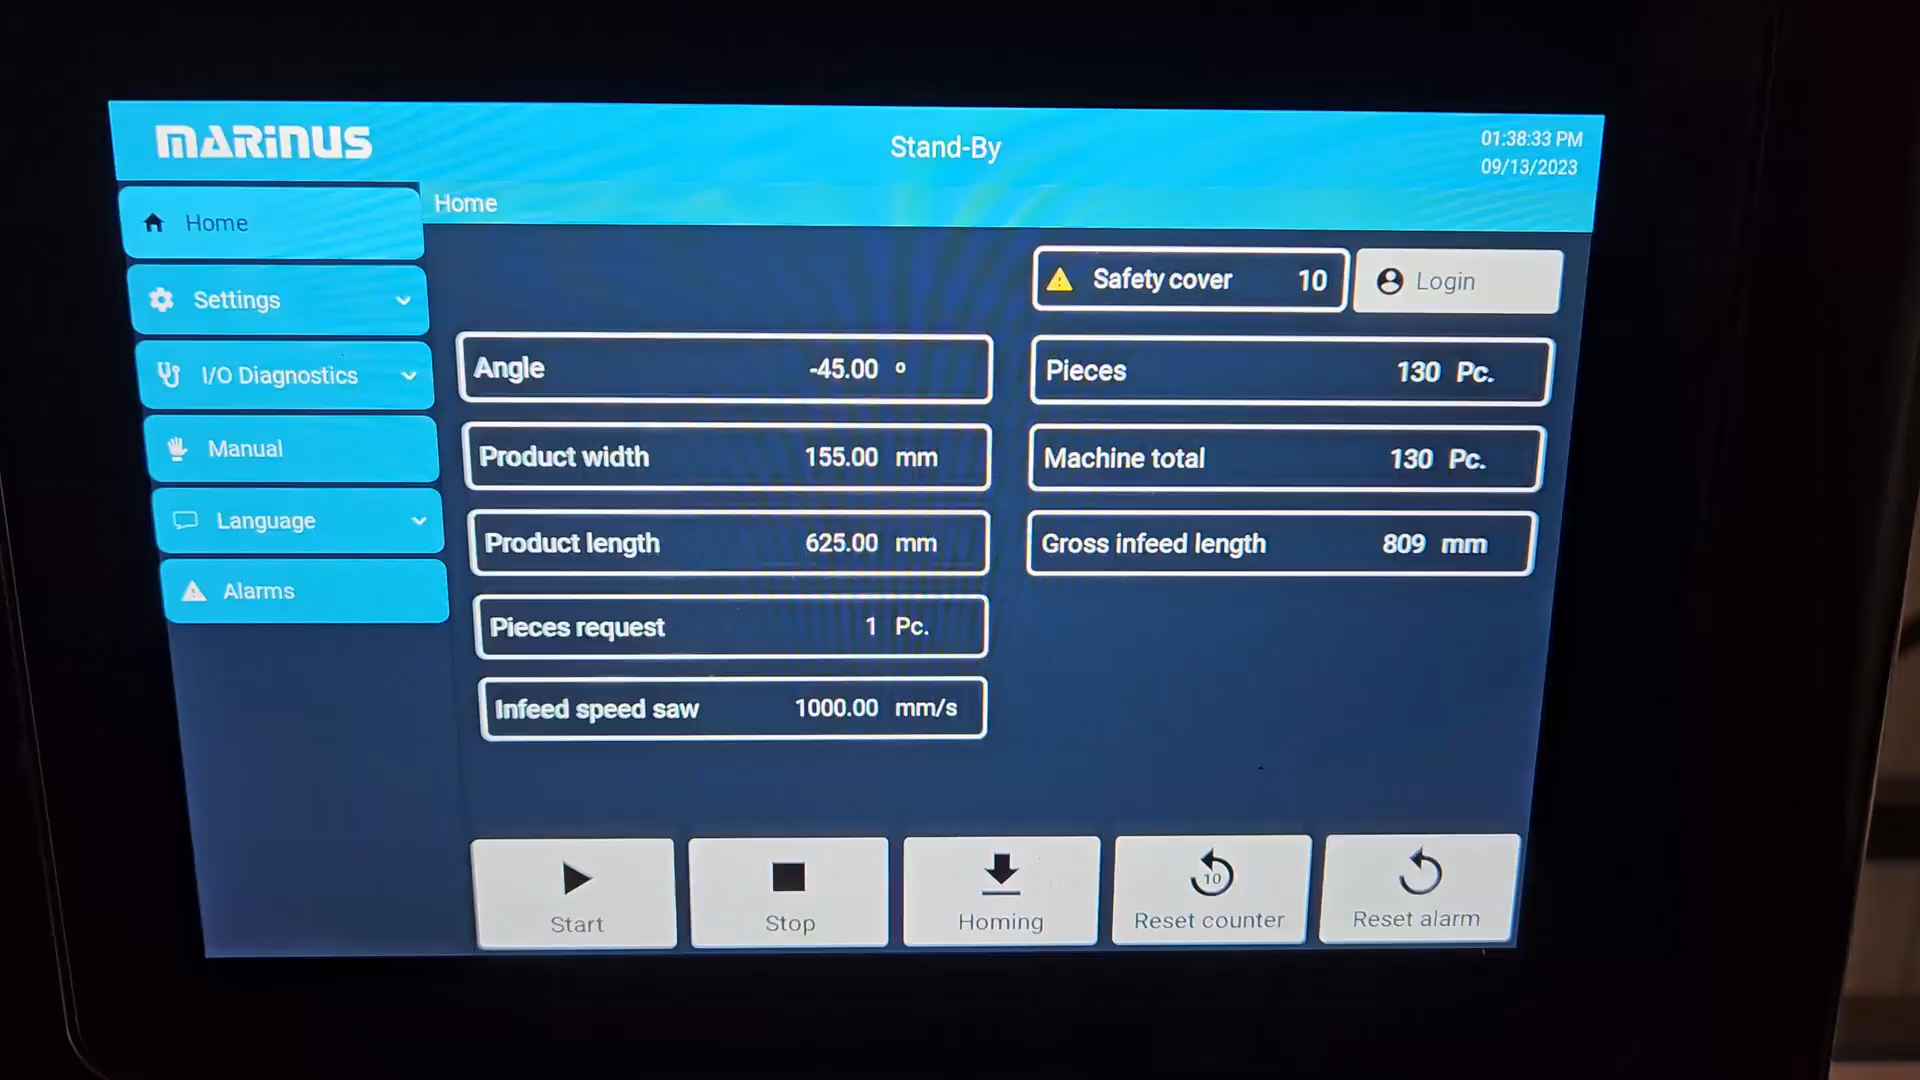 MARINUS
Stand-By
01:38:33 PM
09/13/2023
Home
Home
Settings
I/O Diagnostics
Manual
Language
Alarms
Safety cover 10
Login
Angle -45.00 °
Product width 155.00 mm
Product length 625.00 mm
Pieces request 1 Pc.
Infeed speed saw 1000.00 mm/s
Pieces 130 Pc.
Machine total 130 Pc.
Gross infeed length 809 mm
Start
Stop
Homing
10
Reset counter
Reset alarm